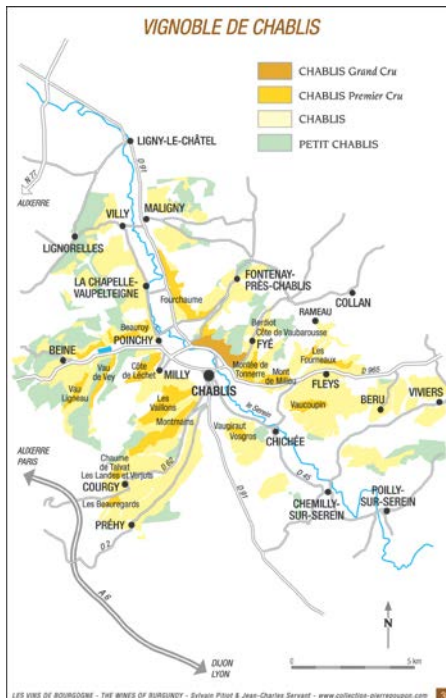 VIGNOBLE DE CHABLIS
CHABLIS Grand Cru
CHABLIS Premier Cru
CHABLIS
PETIT CHABLIS
LIGNY-LE-CHÂTEL
N 77
D 91
AUXERRE
MALIGNY
VILLY
LIGNORELLES
FONTENAY-
PRÈS-CHABLIS
LA CHAPELLE-
VAUPELTEIGNE
Fourchaume
COLLAN
RAMEAU
Berdiot
Côte de Vaubarousse
Beauroy
POINCHY
FYÉ
BEINE
Les
Fourneaux
Vau
de Vey
Côte
de Léchet
MILLY
Montée de
Tonnerre
Mont
de Milieu
D 965
FLEYS
CHABLIS
Vau
Ligneau
Les
Vaillons
le Serein
BERU
VIVIERS
Vaucoupin
Montmains
Vaugiraut
Vosgros
CHICHÉE
AUXERRE
PARIS
Chaume
de Talvat
D 62
Les Landes et Verjuts
COURGY
D 45
CHEMILLY-
SUR-SEREIN
POILLY-
SUR-SEREIN
Les Beauregards
D 91
PRÉHY
D 2
A 6
N
DIJON
LYON
0
5 km
LES VINS DE BOURGOGNE - THE WINES OF BURGUNDY - Sylvain Pitiot & Jean-Charles Servant - www.collection-pierrepoupon.com